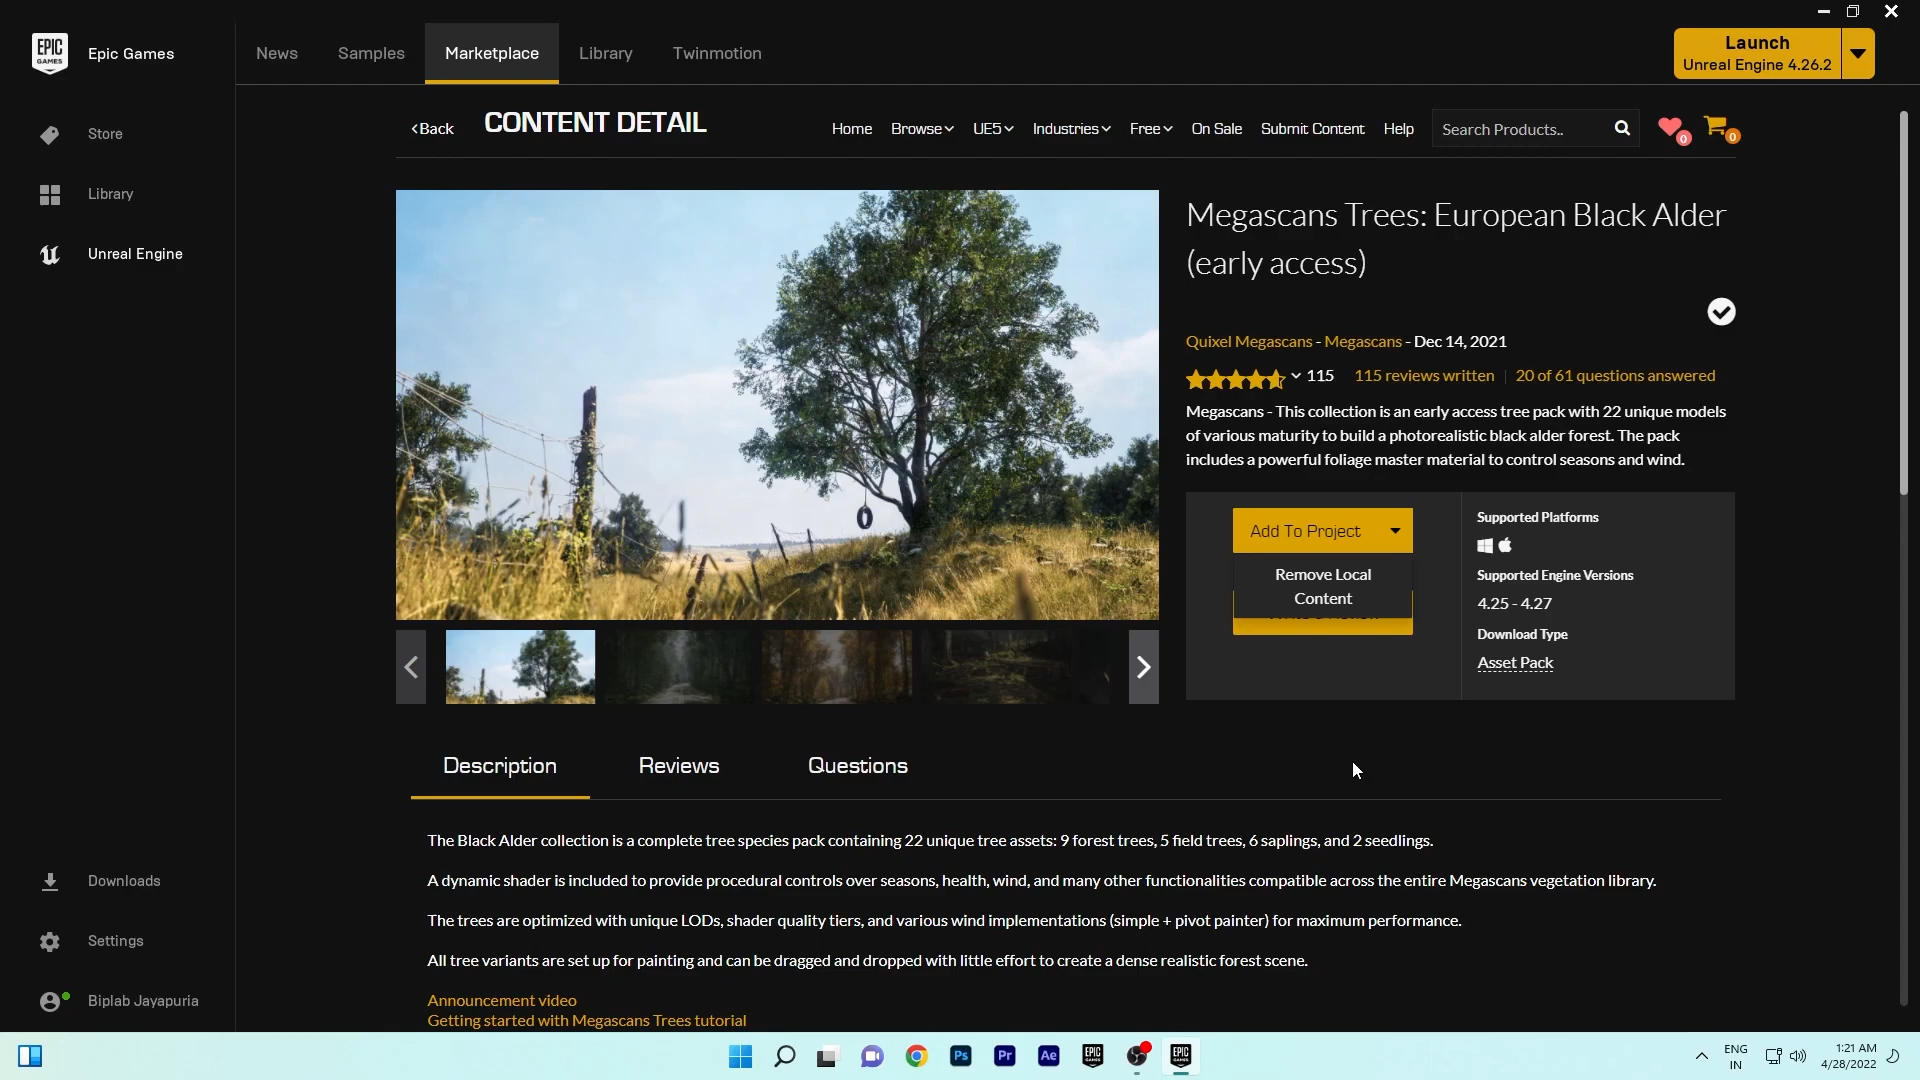 EPIC GAMES
Epic Games
News
Samples
Marketplace
Library
Twinmotion
Launch
Unreal Engine 4.26.2
Store
Library
Unreal Engine
Downloads
Settings
Biplab Jayapuria
Back
CONTENT DETAIL
Home
Browse
UE5
Industries
Free
On Sale
Submit Content
Help
Search Products..
0
0
Megascans Trees: European Black Alder
(early access)
Quixel Megascans - Megascans - Dec 14, 2021
115
115 reviews written
20 of 61 questions answered
Megascans - This collection is an early access tree pack with 22 unique models
of various maturity to build a photorealistic black alder forest. The pack
includes a powerful foliage master material to control seasons and wind.
Add To Project
Remove Local
Content
Supported Platforms
Supported Engine Versions
4.25 - 4.27
Download Type
Asset Pack
Description
Reviews
Questions
The Black Alder collection is a complete tree species pack containing 22 unique tree assets: 9 forest trees, 5 field trees, 6 saplings, and 2 seedlings.
A dynamic shader is included to provide procedural controls over seasons, health, wind, and many other functionalities compatible across the entire Megascans vegetation library.
The trees are optimized with unique LODs, shader quality tiers, and various wind implementations (simple + pivot painter) for maximum performance.
All tree variants are set up for painting and can be dragged and dropped with little effort to create a dense realistic forest scene.
Announcement video
Getting started with Megascans Trees tutorial
Ps
Pr
Ae
EPIC GAMES
EPIC GAMES
ENG
IN
1:21 AM
4/28/2022